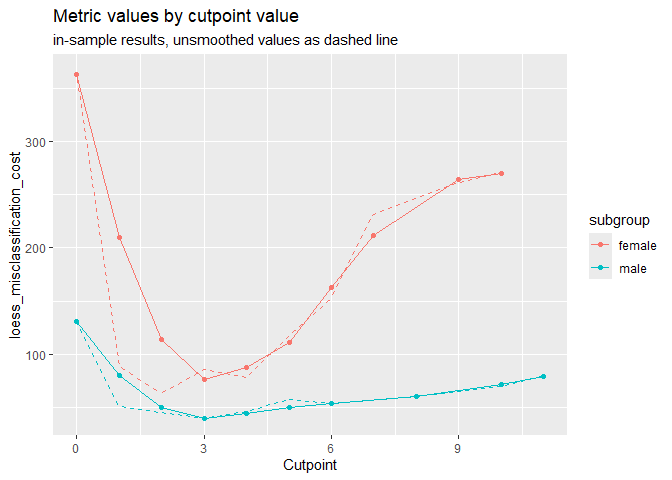 Metric values by cutpoint value
in-sample results, unsmoothed values as dashed line
loess_misclassification_cost
300
200
100
0
3
6
9
Cutpoint
subgroup
female
male